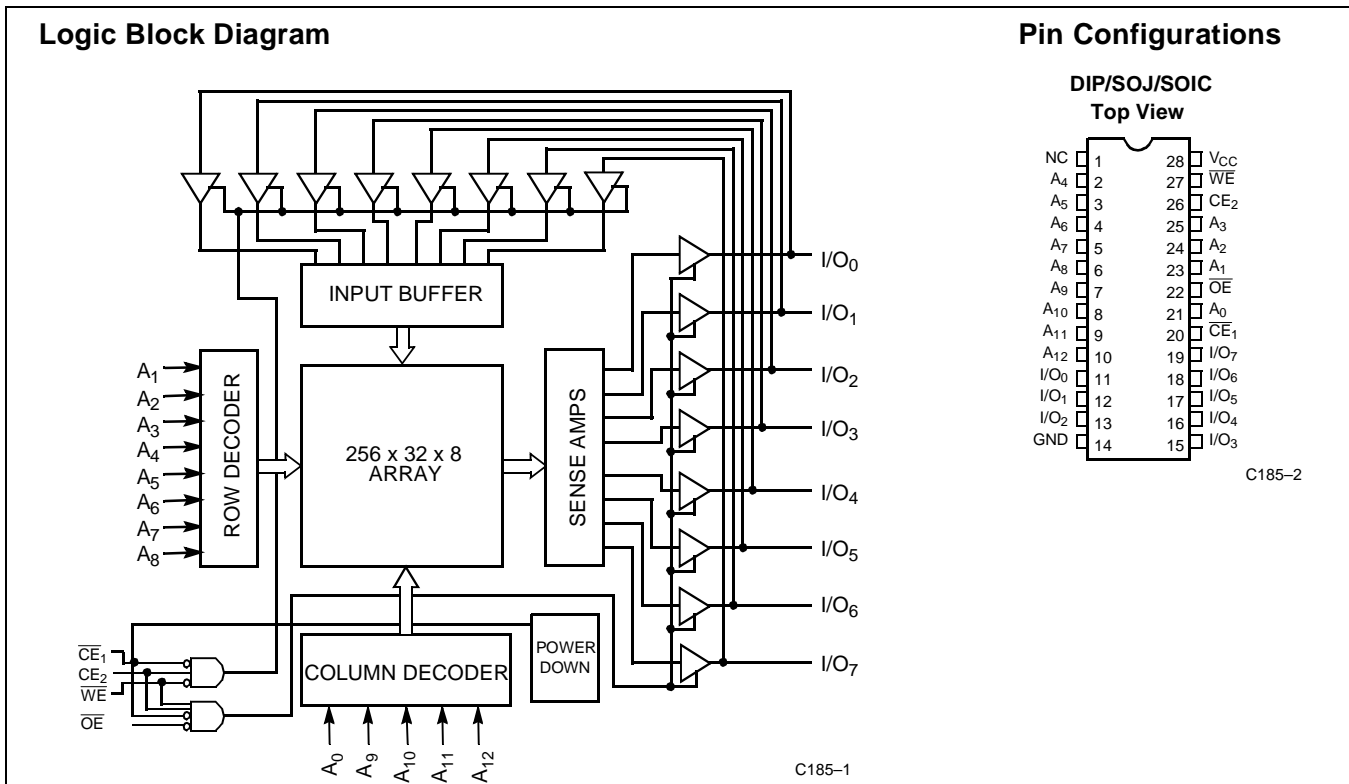 Logic Block Diagram
INPUT BUFFER
A1
A2
A3
A4
A5
A6
A7
A8
ROW DECODER
256 x 32 x 8
ARRAY
SENSE AMPS
I/O0
I/O1
I/O2
I/O3
I/O4
I/O5
I/O6
I/O7
CE1
CE2
WE
OE
COLUMN DECODER
POWER
DOWN
A0
A9
A10
A11
A12
C185–1
Pin Configurations
DIP/SOJ/SOIC
Top View
NC 1 28 VCC
A4 2 27 WE
A5 3 26 CE2
A6 4 25 A3
A7 5 24 A2
A8 6 23 A1
A9 7 22 OE
A10 8 21 A0
A11 9 20 CE1
A12 10 19 I/O7
I/O0 11 18 I/O6
I/O1 12 17 I/O5
I/O2 13 16 I/O4
GND 14 15 I/O3
C185–2